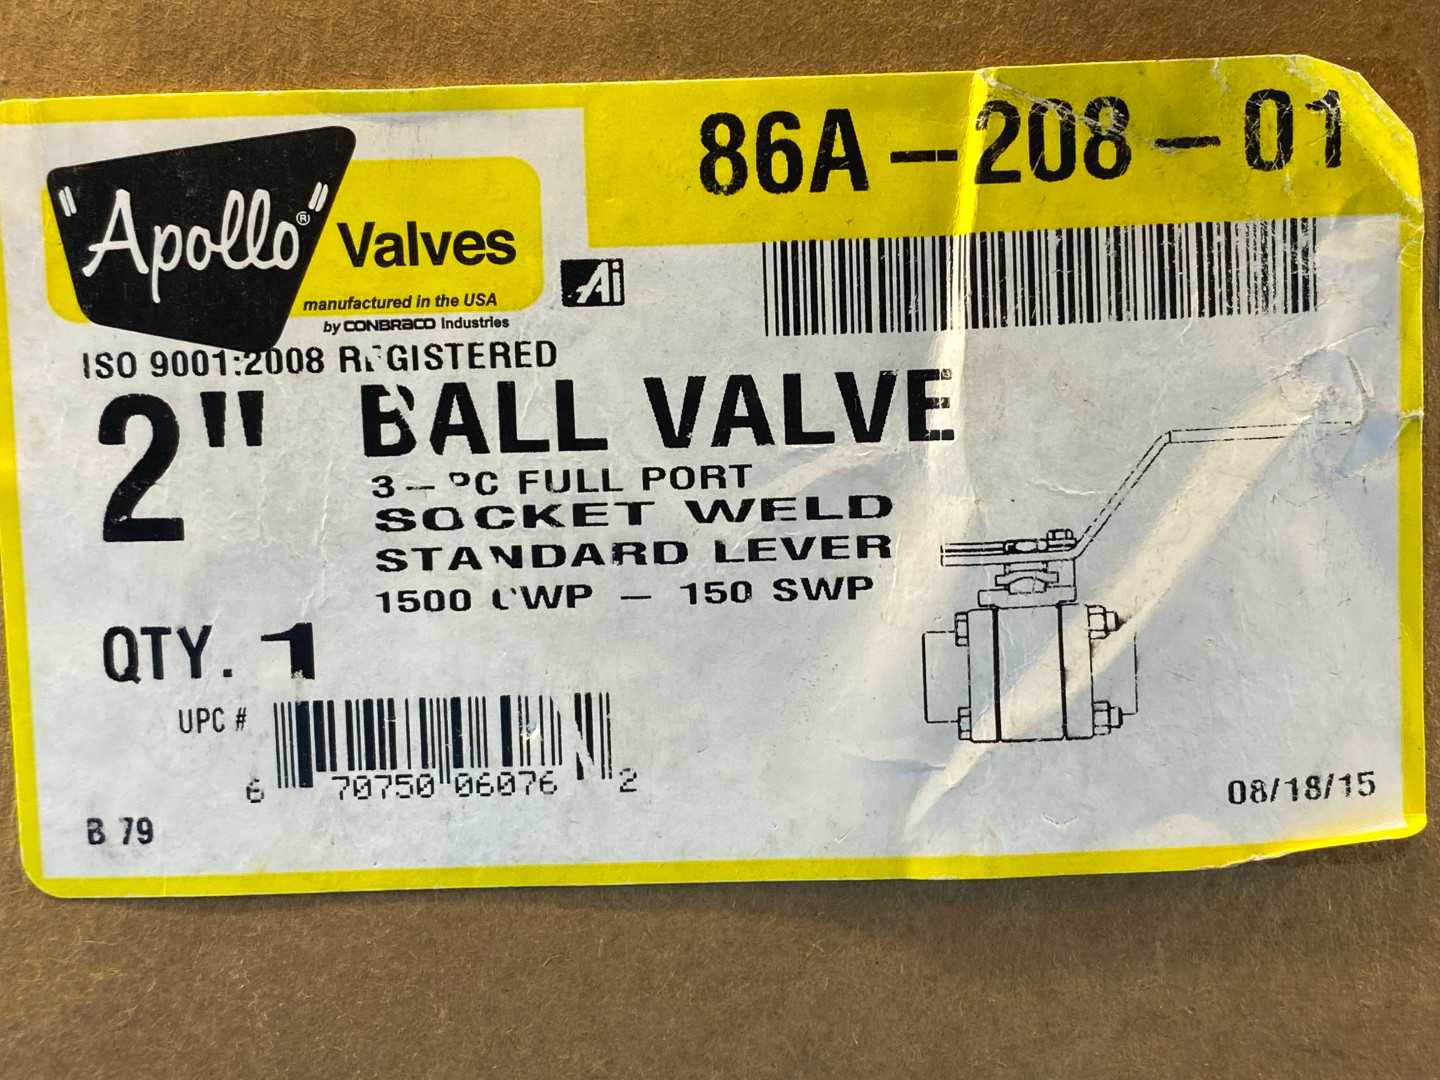 86A-208-01
"Apollo"® Valves
manufactured in the USA
by CONBRACO Industries
Ai
ISO 9001:2008 REGISTERED
2" BALL VALVE
3-PC FULL PORT
SOCKET WELD
STANDARD LEVER
1500 CWP - 150 SWP
QTY. 1
UPC #
6 70750 06076 2
08/18/15
B 79